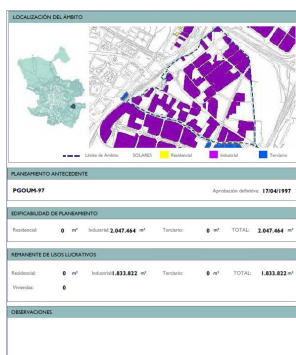 LOCALIZACIÓN DEL ÁMBITO
Límite de Ámbito SOLARES Residencial Industrial Terciario
PLANEAMIENTO ANTECEDENTE
PGOUM-97 Aprobación definitiva 17/04/1997
EDIFICABILIDAD DE PLANEAMIENTO
Residencial: 0 m² Industrial: 2.047.464 m² Terciario: 0 m² TOTAL: 2.047.464 m²
REMANENTE DE USOS LUCRATIVOS
Residencial: 0 m² Industrial: 1.833.822 m² Terciario: 0 m² TOTAL: 1.833.822 m²
Viviendas: 0
OBSERVACIONES